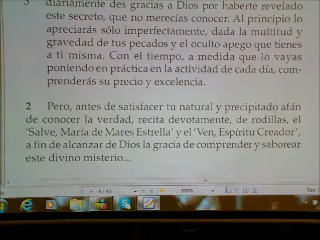 diariamente des gracias a Dios por haberte revelado
este secreto, que no merecías conocer. Al principio lo
apreciarás sólo imperfectamente, dada la multitud y
gravedad de tus pecados y el oculto apego que tienes
a ti misma. Con el tiempo, a medida que lo vayas
poniendo en práctica en la actividad de cada día, com-
prenderás su precio y excelencia.
2 Pero, antes de satisfacer tu natural y precipitado afán
de conocer la verdad, recita devotamente, de rodillas, el
'Salve, María de Mares Estrella' y el 'Ven, Espíritu Creador',
a fin de alcanzar de Dios la gracia de comprender y saborear
este divino misterio...